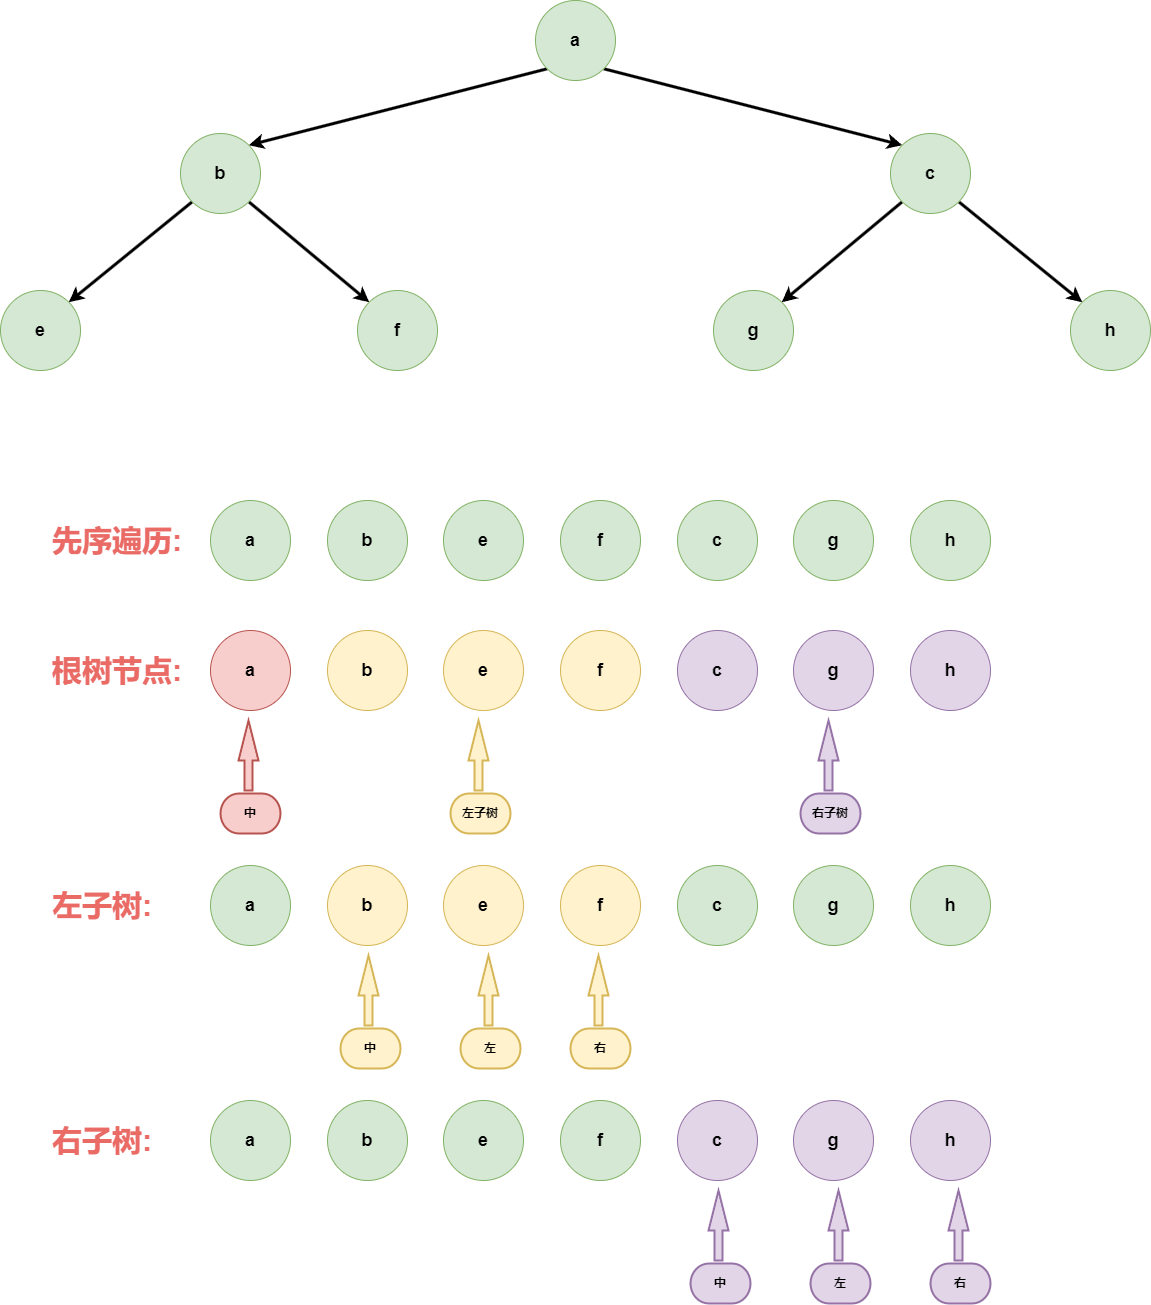 a
b c
e f g h
先序遍历: a b e f c g h
根树节点: a b e f c g h
中 左子树 右子树
左子树: a b e f c g h
中 左 右
右子树: a b e f c g h
中 左 右